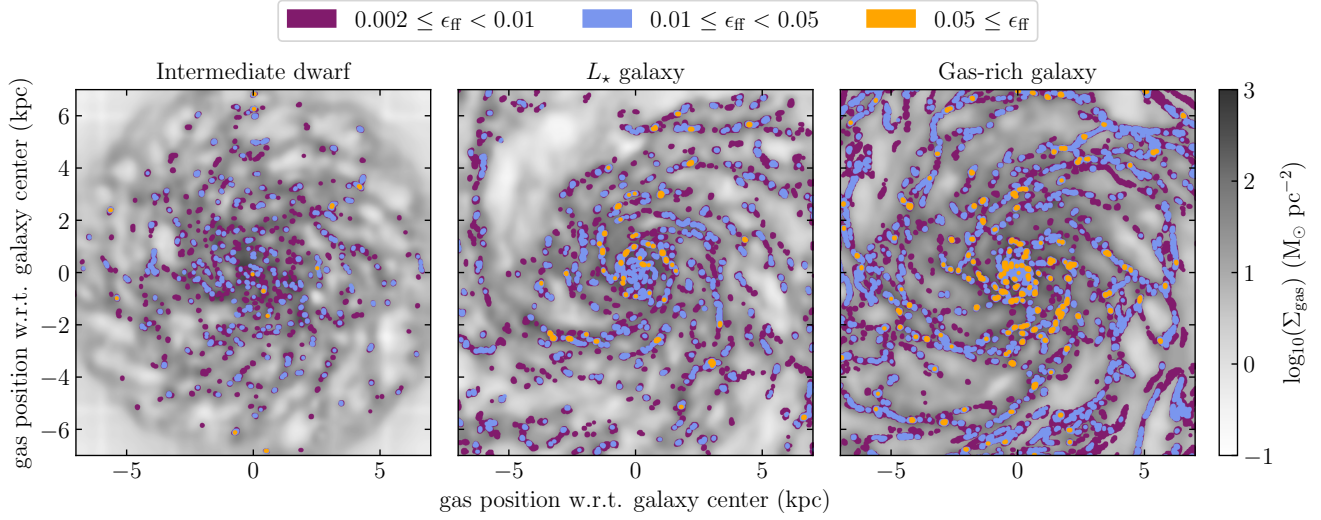 0.002 ≤ ϵff < 0.01 0.01 ≤ ϵff < 0.05 0.05 ≤ ϵff
Intermediate dwarf L⋆ galaxy Gas-rich galaxy
gas position w.r.t. galaxy center (kpc)
6
4
2
0
−2
−4
−6
−5 0 5 −5 0 5 −5 0 5
gas position w.r.t. galaxy center (kpc)
3
2
1
0
−1
log10(Σgas) (M⊙ pc−2)